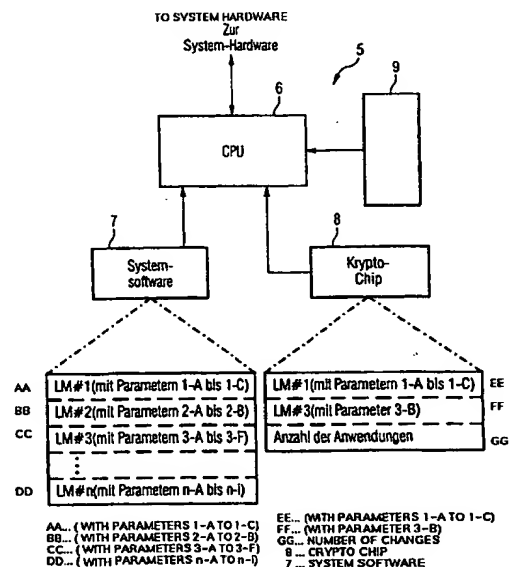 TO SYSTEM HARDWARE
Zur
System-Hardware
5
9
6
CPU
7
8
System-
software
Krypto-
Chip
AA LM#1(mit Parametern 1-A bis 1-C)
BB LM#2(mit Parametern 2-A bis 2-B)
CC LM#3(mit Parametern 3-A bis 3-F)
DD LM#n(mit Parametern n-A bis n-i)
LM#1(mit Parametern 1-A bis 1-C) EE
LM#3(mit Parameter 3-B) FF
Anzahl der Anwendungen GG
AA... ( WITH PARAMETERS 1-A TO 1-C)
BB... ( WITH PARAMETERS 2-A TO 2-B)
CC... ( WITH PARAMETERS 3-A TO 3-F)
DD... ( WITH PARAMETERS n-A TO n-i)
EE... (WITH PARAMETERS 1-A TO 1-C)
FF... (WITH PARAMETER 3-B)
GG... NUMBER OF CHANGES
8 ... CRYPTO CHIP
7 ... SYSTEM SOFTWARE